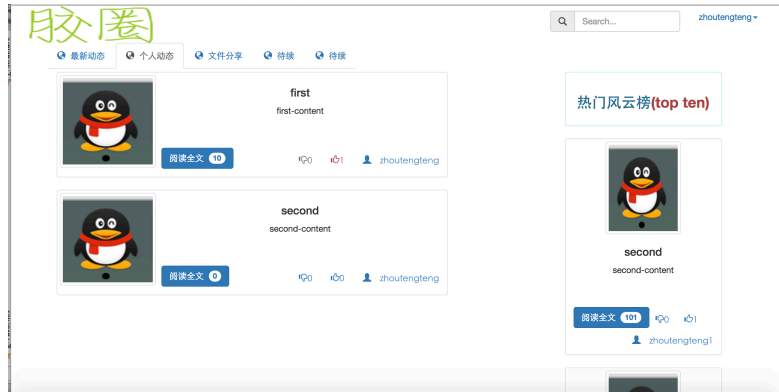 胶圈
Search...
zhoutengteng
最新动态 个人动态 文件分享 待续 待续
first
first-content
阅读全文 10
0 1 zhoutengteng
second
second-content
阅读全文 0
0 0 zhoutengteng
热门风云榜(top ten)
second
second-content
阅读全文 101 0 1
zhoutengteng1